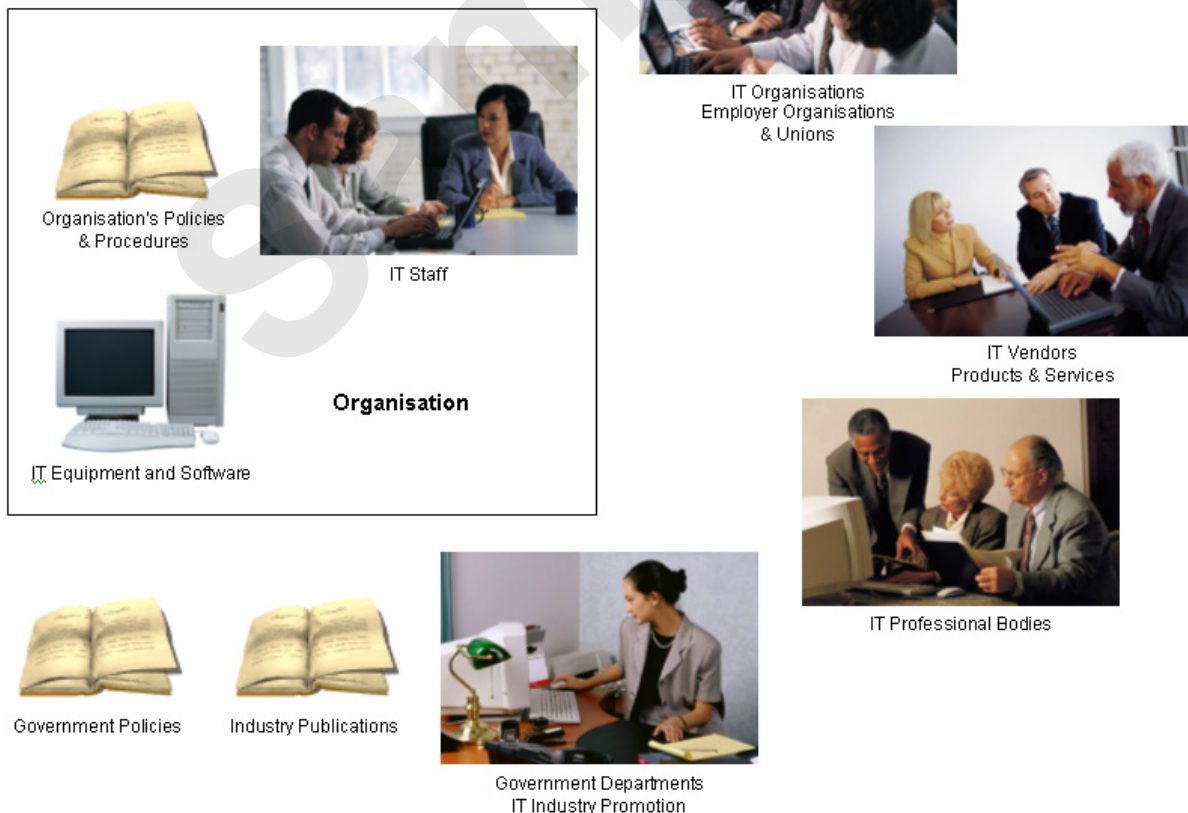 IT Organisations
Employer Organisations
& Unions
Organisation's Policies
& Procedures
IT Staff
IT Vendors
Products & Services
Organisation
IT Equipment and Software
IT Professional Bodies
Government Policies
Industry Publications
Government Departments
IT Industry Promotion